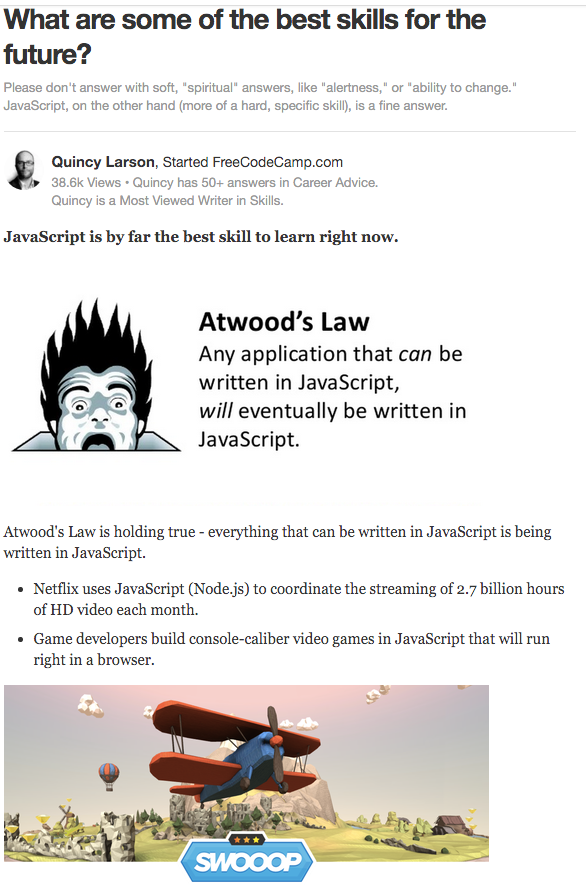 What are some of the best skills for the
future?
Please don't answer with soft, "spiritual" answers, like "alertness," or "ability to change."
JavaScript, on the other hand (more of a hard, specific skill), is a fine answer.
Quincy Larson, Started FreeCodeCamp.com
38.6k Views • Quincy has 50+ answers in Career Advice.
Quincy is a Most Viewed Writer in Skills.
JavaScript is by far the best skill to learn right now.
Atwood’s Law
Any application that can be
written in JavaScript,
will eventually be written in
JavaScript.
Atwood's Law is holding true - everything that can be written in JavaScript is being
written in JavaScript.
• Netflix uses JavaScript (Node.js) to coordinate the streaming of 2.7 billion hours
of HD video each month.
• Game developers build console-caliber video games in JavaScript that will run
right in a browser.
SWOOOP